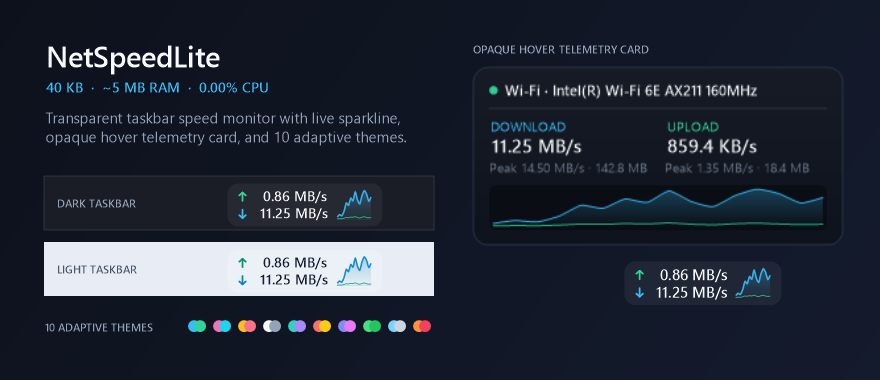 NetSpeedLite
40 KB · ~5 MB RAM · 0.00% CPU
Transparent taskbar speed monitor with live sparkline,
opaque hover telemetry card, and 10 adaptive themes.
DARK TASKBAR
↑ 0.86 MB/s
↓ 11.25 MB/s
LIGHT TASKBAR
↑ 0.86 MB/s
↓ 11.25 MB/s
10 ADAPTIVE THEMES
OPAQUE HOVER TELEMETRY CARD
Wi-Fi · Intel(R) Wi-Fi 6E AX211 160MHz
DOWNLOAD UPLOAD
11.25 MB/s 859.4 KB/s
Peak 14.50 MB/s · 142.8 MB Peak 1.35 MB/s · 18.4 MB
↑ 0.86 MB/s
↓ 11.25 MB/s